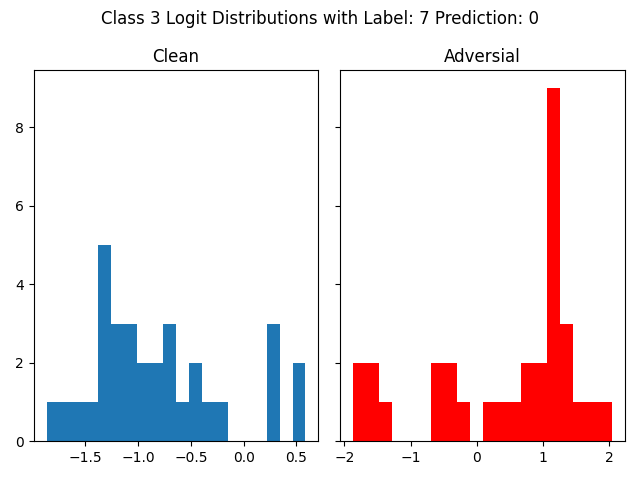 Class 3 Logit Distributions with Label: 7 Prediction: 0
Clean
Adversial
8
6
4
2
0
−1.5 −1.0 −0.5 0.0 0.5
−2 −1 0 1 2